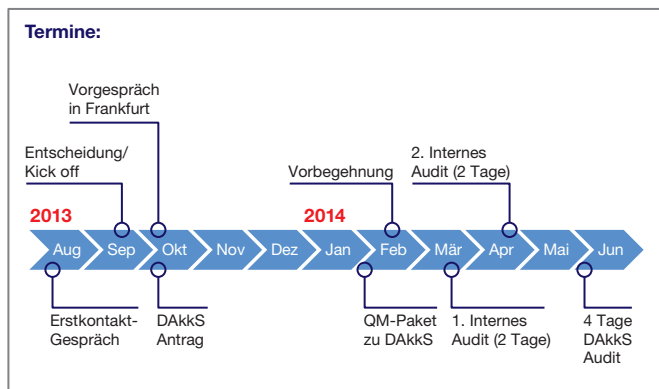 Termine:
Vorgespräch
in Frankfurt
Entscheidung/
Kick off
Vorbegehnung
2. Internes
Audit (2 Tage)
2013
2014
Aug
Sep
Okt
Nov
Dez
Jan
Feb
Mär
Apr
Mai
Jun
Erstkontakt-
Gespräch
DAkkS
Antrag
QM-Paket
zu DAkkS
1. Internes
Audit (2 Tage)
4 Tage
DAkkS
Audit